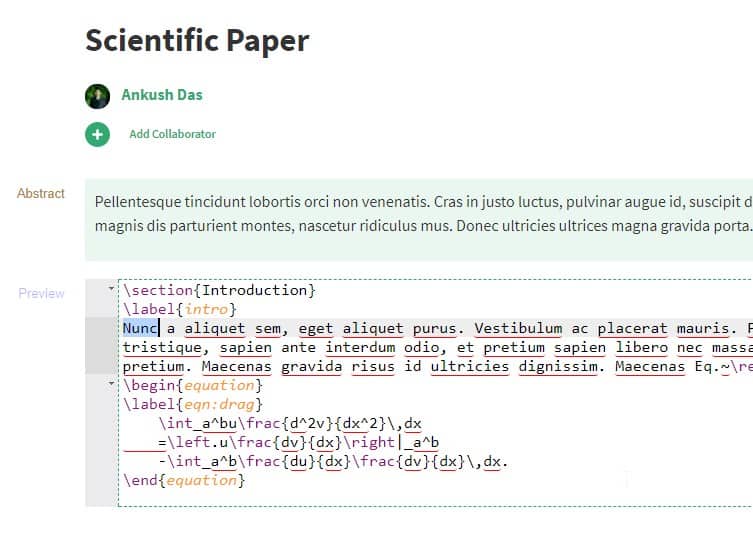 Scientific Paper
Ankush Das
Add Collaborator
Abstract
Pellentesque tincidunt lobortis orci non venenatis. Cras in justo luctus, pulvinar augue id, suscipit
magnis dis parturient montes, nascetur ridiculus mus. Donec ultricies ultrices magna gravida porta.
Preview
\section{Introduction}
\label{intro}
Nunc a aliquet sem, eget aliquet purus. Vestibulum ac placerat mauris.
tristique, sapien ante interdum odio, et pretium sapien libero nec massa
pretium. Maecenas gravida risus id ultricies dignissim. Maecenas Eq.~\re
\begin{equation}
\label{eqn:drag}
\int_a^bu\frac{d^2v}{dx^2}\,dx
=\left.u\frac{dv}{dx}\right|_a^b
-\int_a^b\frac{du}{dx}\frac{dv}{dx}\,dx.
\end{equation}